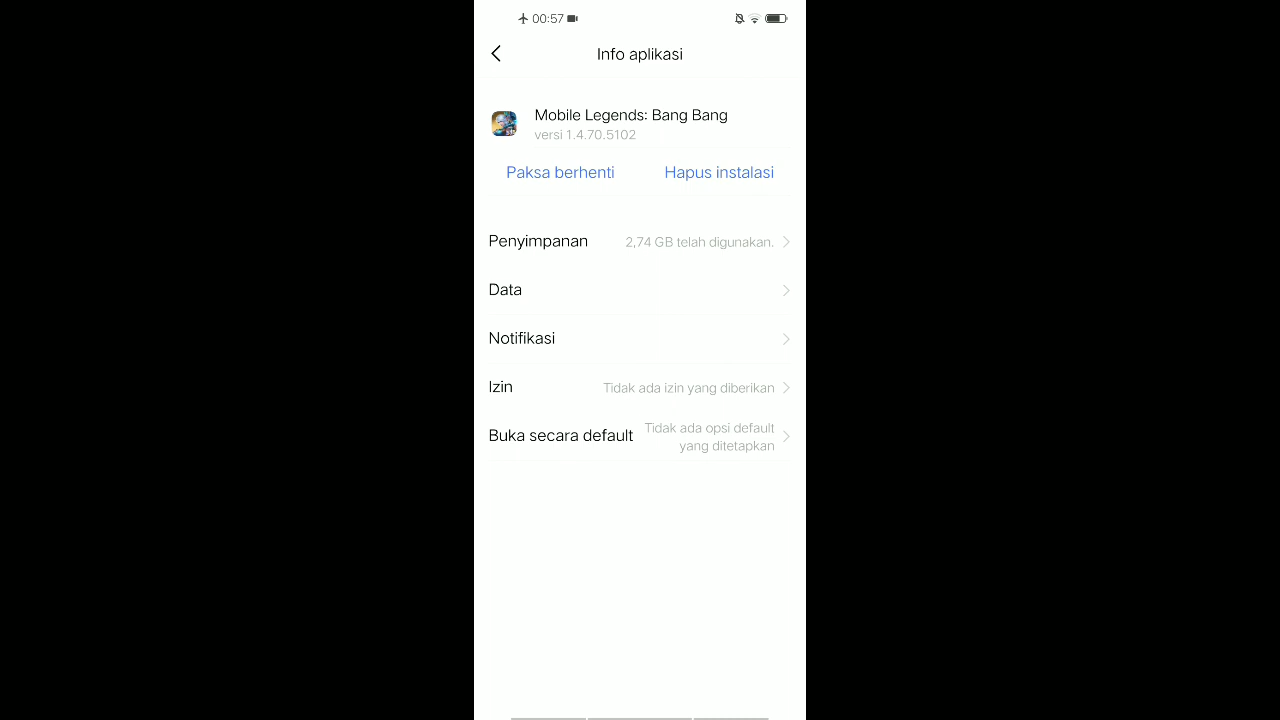 00:57
Info aplikasi
Mobile Legends: Bang Bang
versi 1.4.70.5102
Paksa berhenti Hapus instalasi
Penyimpanan 2,74 GB telah digunakan.
Data
Notifikasi
Izin Tidak ada izin yang diberikan
Buka secara default Tidak ada opsi default
yang ditetapkan